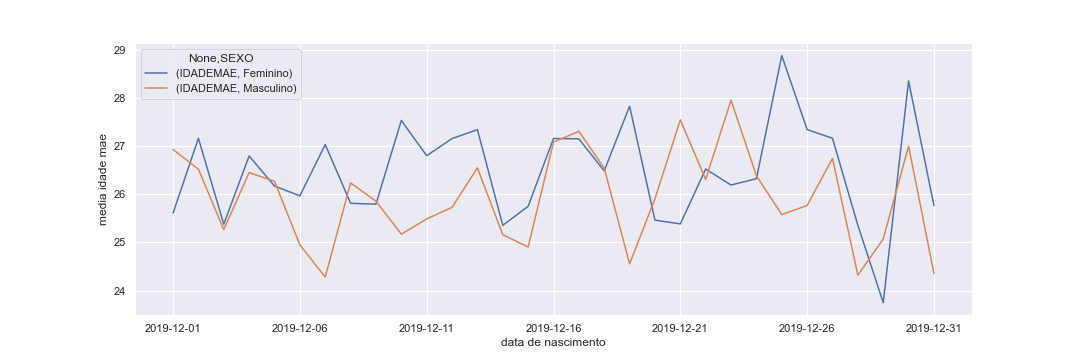 None,SEXO
(IDADEMAE, Feminino)
(IDADEMAE, Masculino)
media idade mae
29
28
27
26
25
24
2019-12-01 2019-12-06 2019-12-11 2019-12-16 2019-12-21 2019-12-26 2019-12-31
data de nascimento